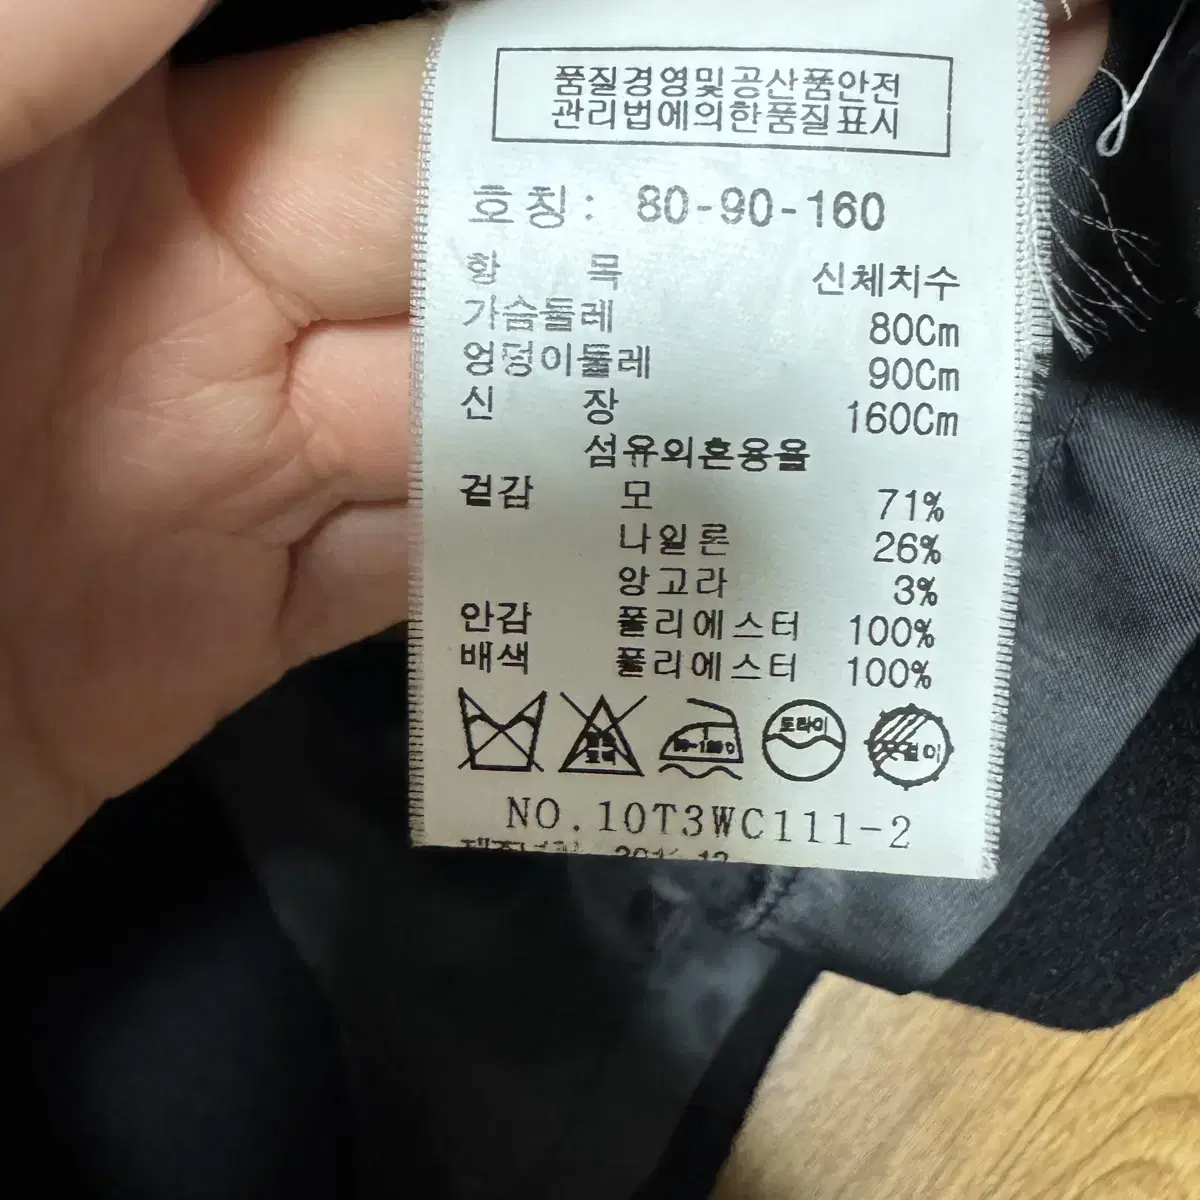 품질경영및공산품안전
관리법에의한품질표시
호칭: 80-90-160
항 목 신체치수
가슴둘레 80Cm
엉덩이둘레 90Cm
신 장 160Cm
섬유의혼용율
겉감 모 71%
나일론 26%
앙고라 3%
안감 폴리에스터 100%
배색 폴리에스터 100%
드라이
옷걸이
NO.10T3WC111-2